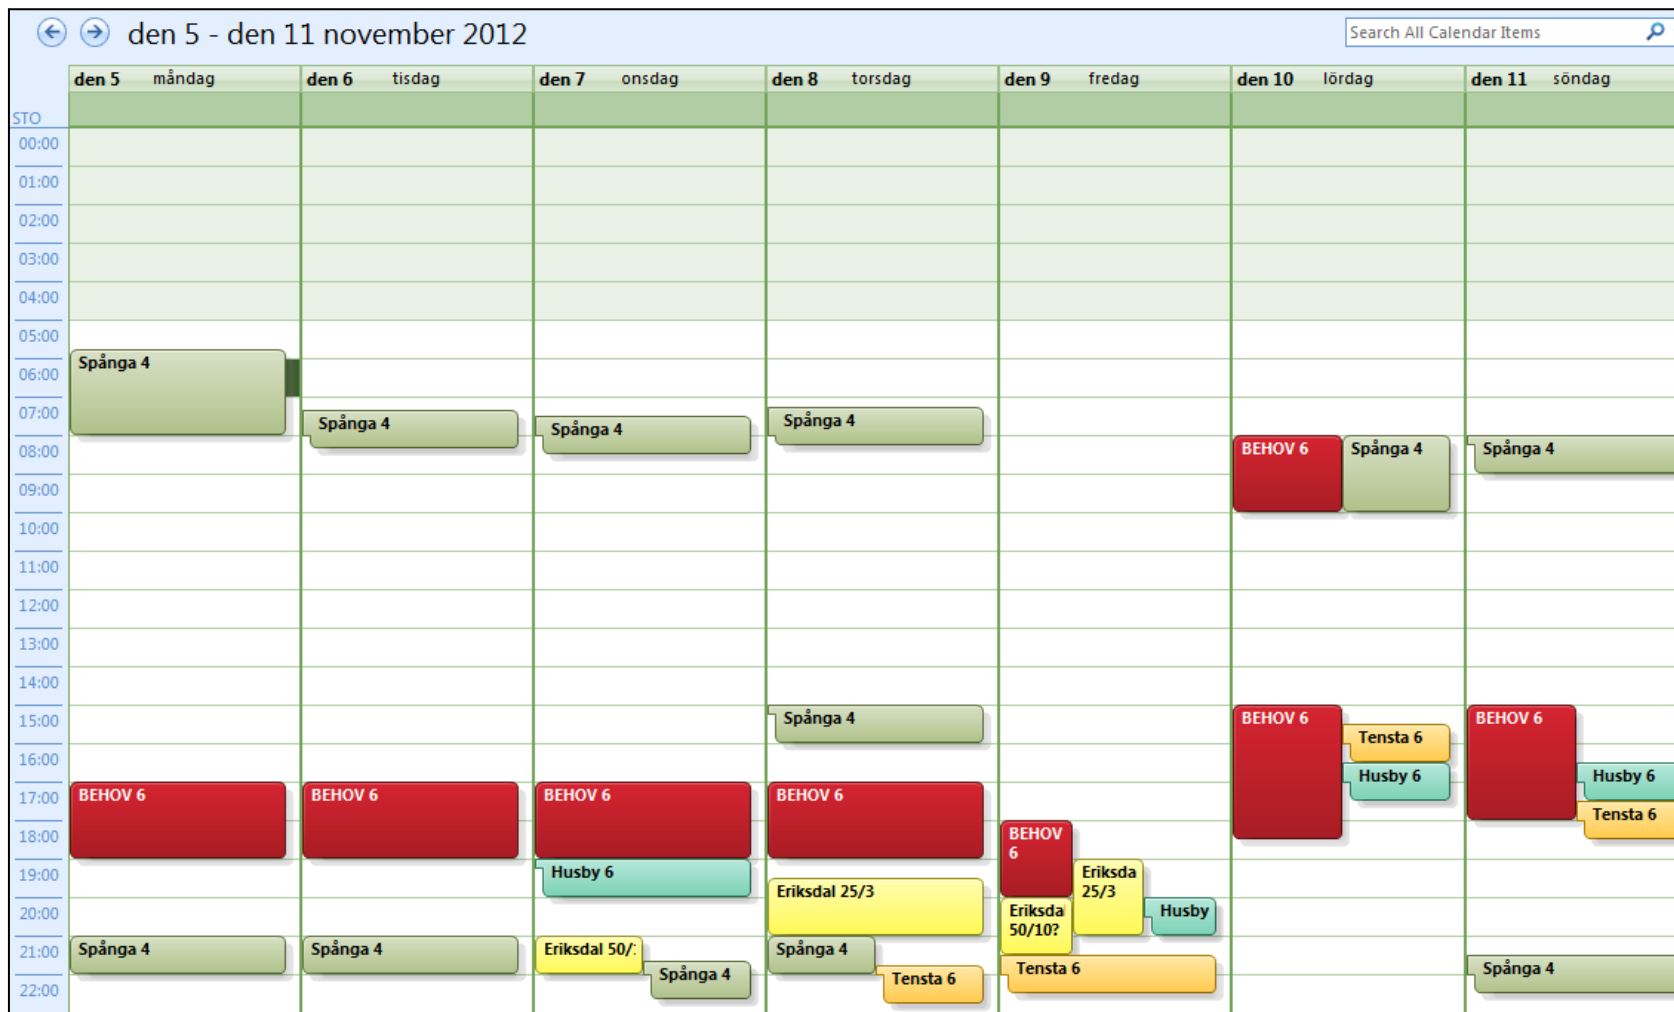 den 5 - den 11 november 2012
Search All Calendar Items
den 5 måndag
den 6 tisdag
den 7 onsdag
den 8 torsdag
den 9 fredag
den 10 lördag
den 11 söndag
STO
00:00
01:00
02:00
03:00
04:00
05:00
06:00
07:00
08:00
09:00
10:00
11:00
12:00
13:00
14:00
15:00
16:00
17:00
18:00
19:00
20:00
21:00
22:00
Spånga 4
BEHOV 6
Spånga 4
Spånga 4
BEHOV 6
Spånga 4
Spånga 4
BEHOV 6
Husby 6
Eriksdal 50/
Spånga 4
Spånga 4
Spånga 4
BEHOV 6
Eriksdal 25/3
Spånga 4
Tensta 6
BEHOV
6
Eriksda
25/3
Eriksda
50/10?
Husby
Tensta 6
BEHOV 6
Spånga 4
BEHOV 6
Tensta 6
Husby 6
Spånga 4
BEHOV 6
Husby 6
Tensta 6
Spånga 4